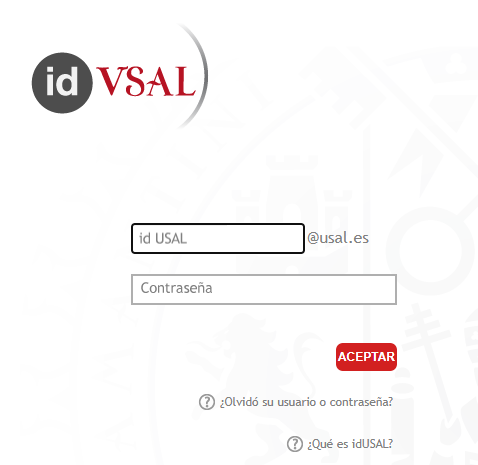 id VSAL
id USAL @usal.es
Contraseña
ACEPTAR
? ¿Olvidó su usuario o contraseña?
? ¿Qué es idUSAL?